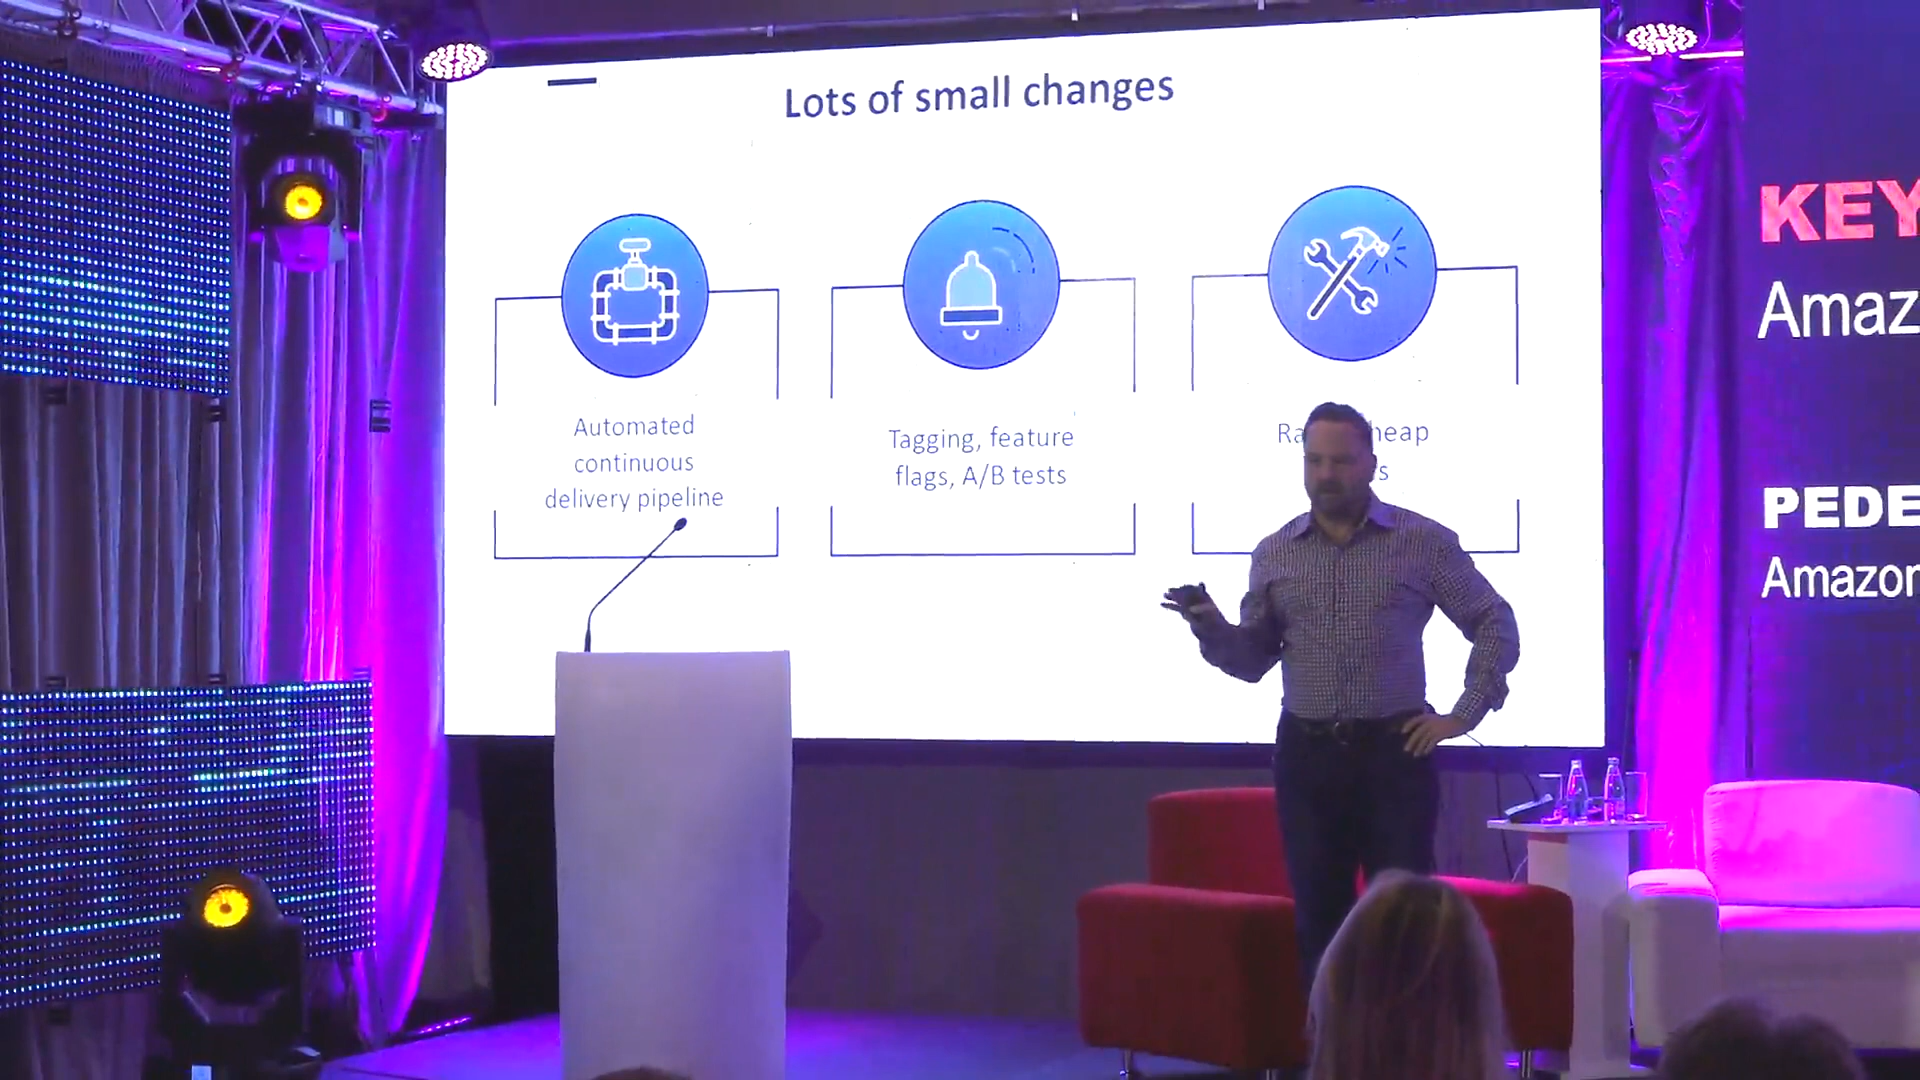 Lots of small changes
Automated
continuous
delivery pipeline
Tagging, feature
flags, A/B tests
KEY
Amaz
PEDE
Amazon